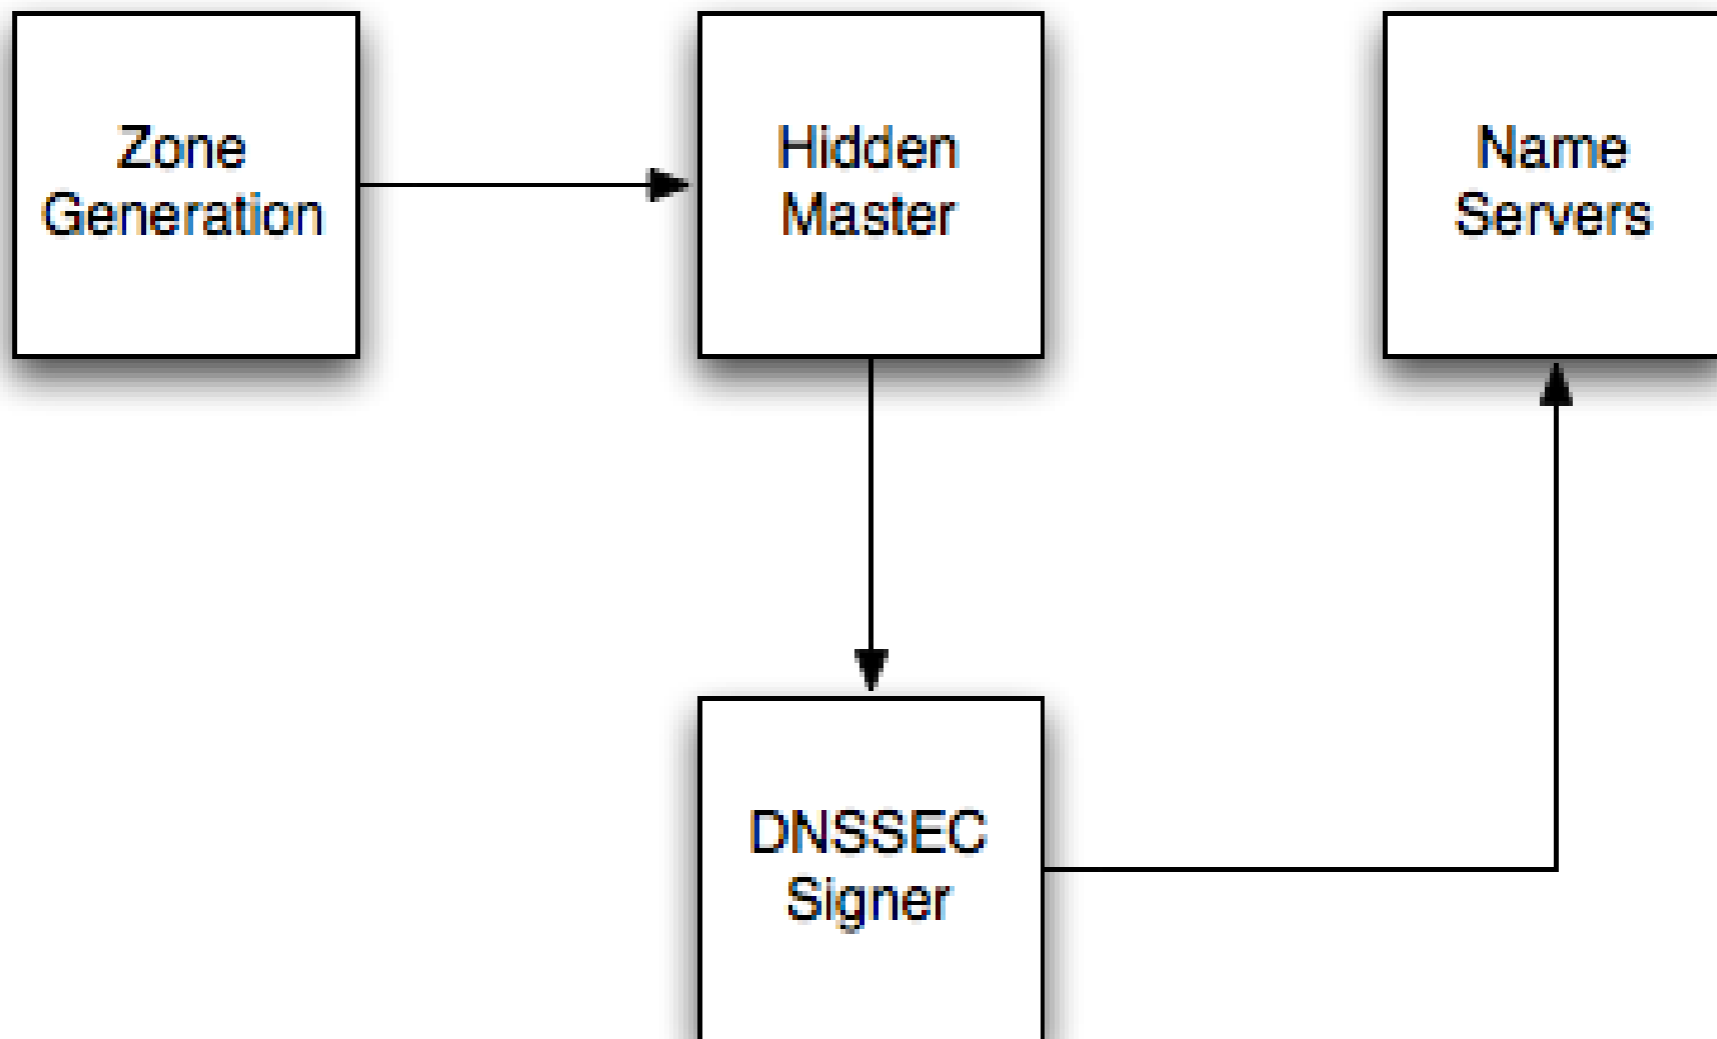 Zone
Generation
Hidden
Master
Name
Servers
DNSSEC
Signer